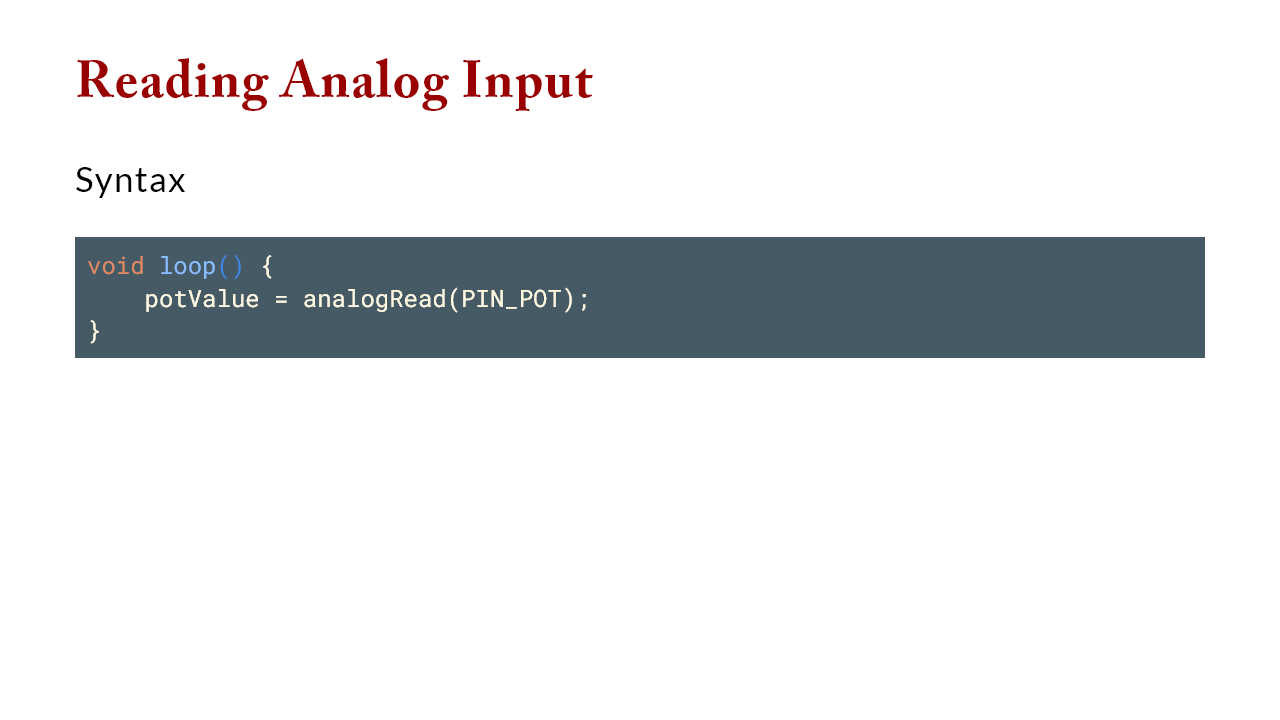 Reading Analog Input
Syntax
void loop() {
    potValue = analogRead(PIN_POT);
}